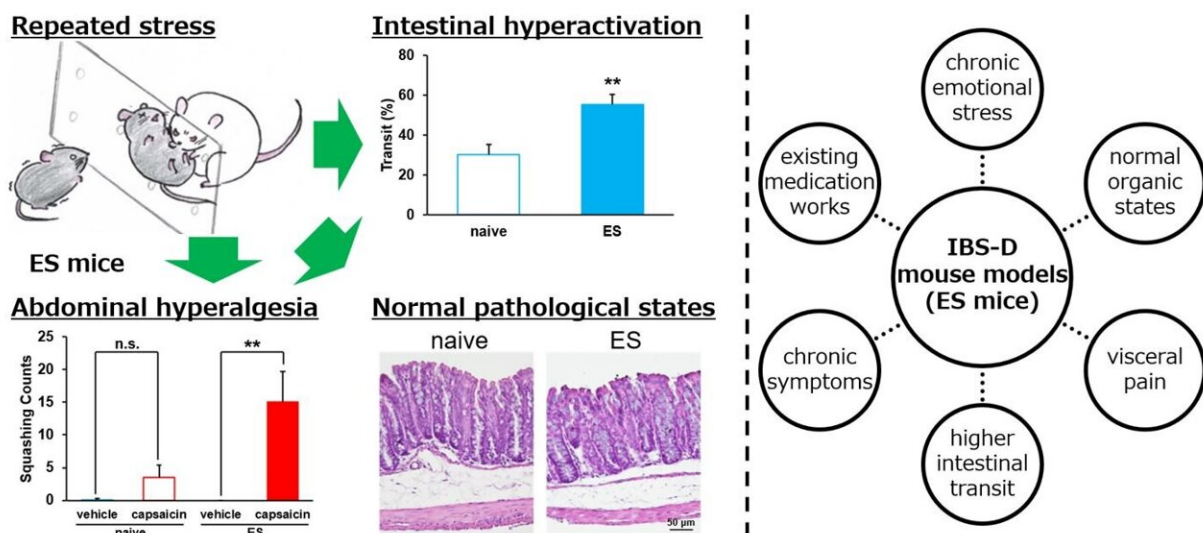 Repeated stress
Intestinal hyperactivation
80
60
40
20
0
Transit (%)
**
naive
ES
ES mice
Abdominal hyperalgesia
25
20
15
10
5
0
Squashing Counts
n.s.
**
vehicle capsaicin vehicle capsaicin
naive
ES
Normal pathological states
naive
ES
50 μm
chronic
emotional
stress
existing
medication
works
normal
organic
states
IBS-D
mouse models
(ES mice)
chronic
symptoms
visceral
pain
higher
intestinal
transit